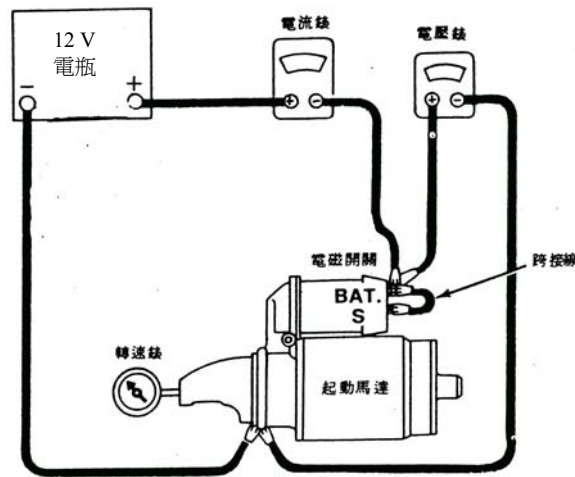 12 V
電瓶
− +
電流錶
+ −
電壓錶
+ −
電磁開關
跨接線
BAT.
S
轉速錶
起動馬達